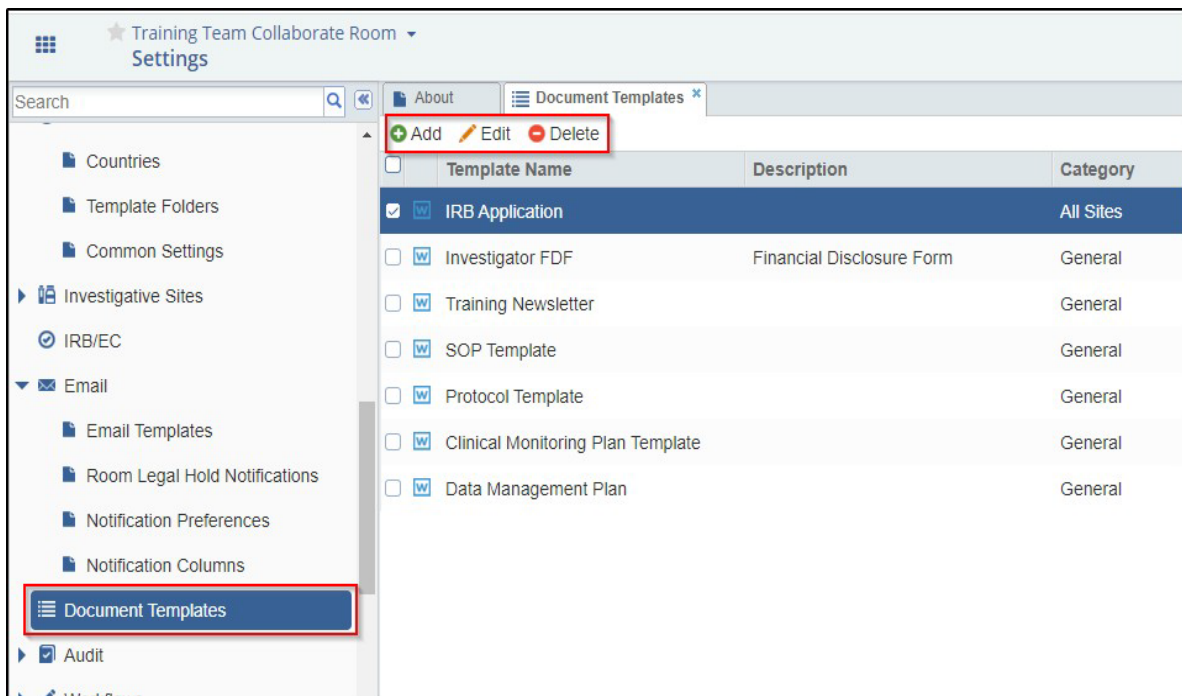 Training Team Collaborate Room
Settings
Search
About
Document Templates
Add Edit Delete
Template Name Description Category
Countries
Template Folders
Common Settings
Investigative Sites
IRB/EC
Email
Email Templates
Room Legal Hold Notifications
Notification Preferences
Notification Columns
Document Templates
Audit
IRB Application All Sites
Investigator FDF Financial Disclosure Form General
Training Newsletter General
SOP Template General
Protocol Template General
Clinical Monitoring Plan Template General
Data Management Plan General